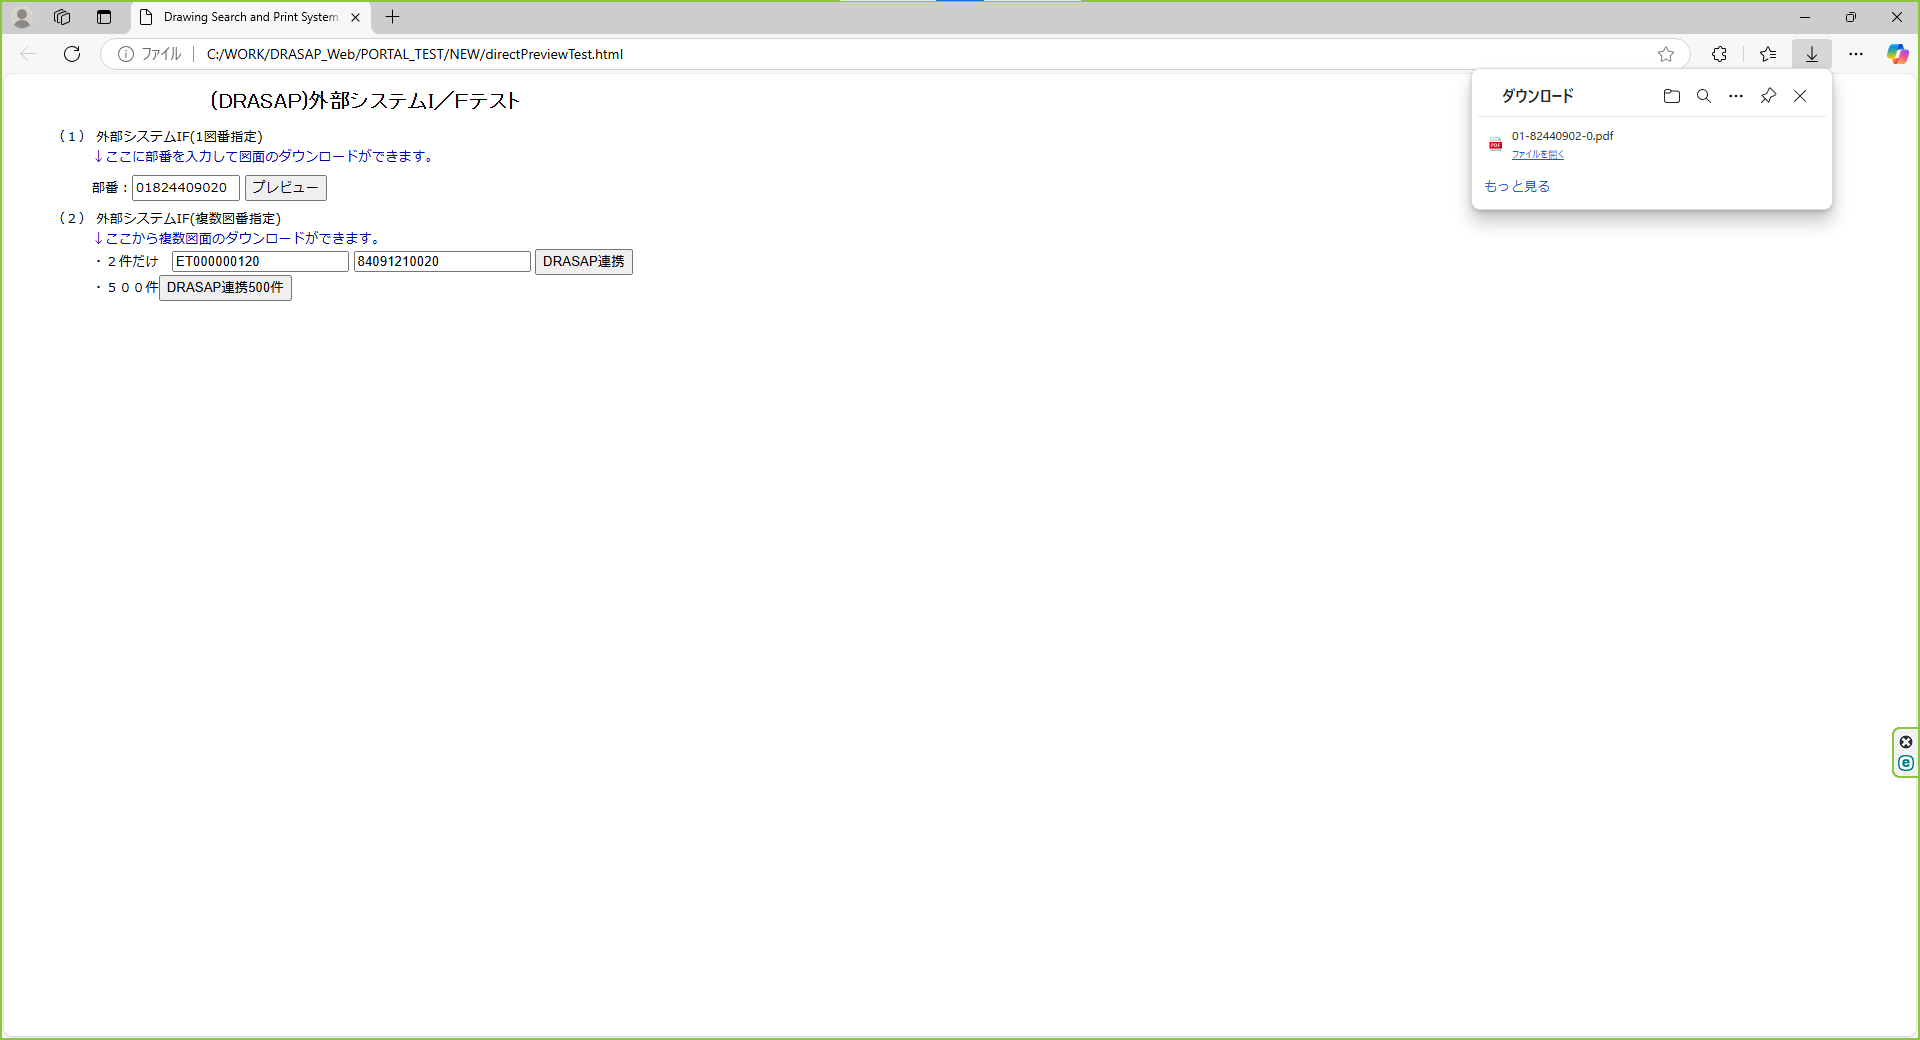 Drawing Search and Print System
ファイル
C:/WORK/DRASAP_Web/PORTAL_TEST/NEW/directPreviewTest.html
ダウンロード
01-82440902-0.pdf
ファイルを開く
もっと見る
(DRASAP)外部システムI／Fテスト
（１） 外部システムIF(1図番指定)
↓ここに部番を入力して図面のダウンロードができます。
部番： 01824409020 プレビュー
（２） 外部システムIF(複数図番指定)
↓ここから複数図面のダウンロードができます。
・２件だけ ET000000120 84091210020 DRASAP連携
・５００件 DRASAP連携500件